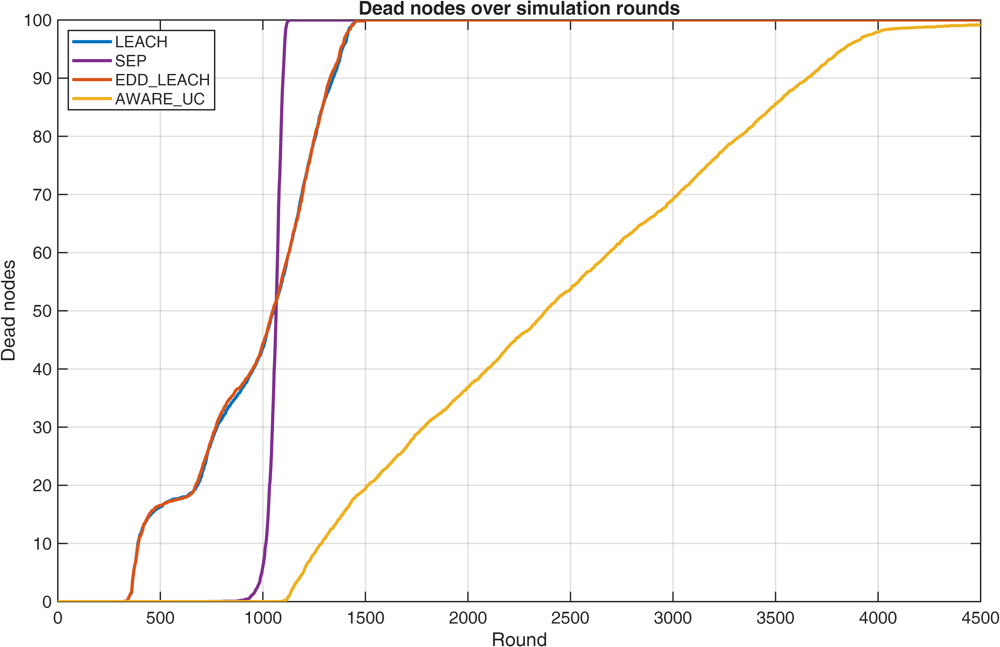 Dead nodes over simulation rounds
100
90
80
70
60
50
40
30
20
10
0
Dead nodes
LEACH
SEP
EDD_LEACH
AWARE_UC
0 500 1000 1500 2000 2500 3000 3500 4000 4500
Round